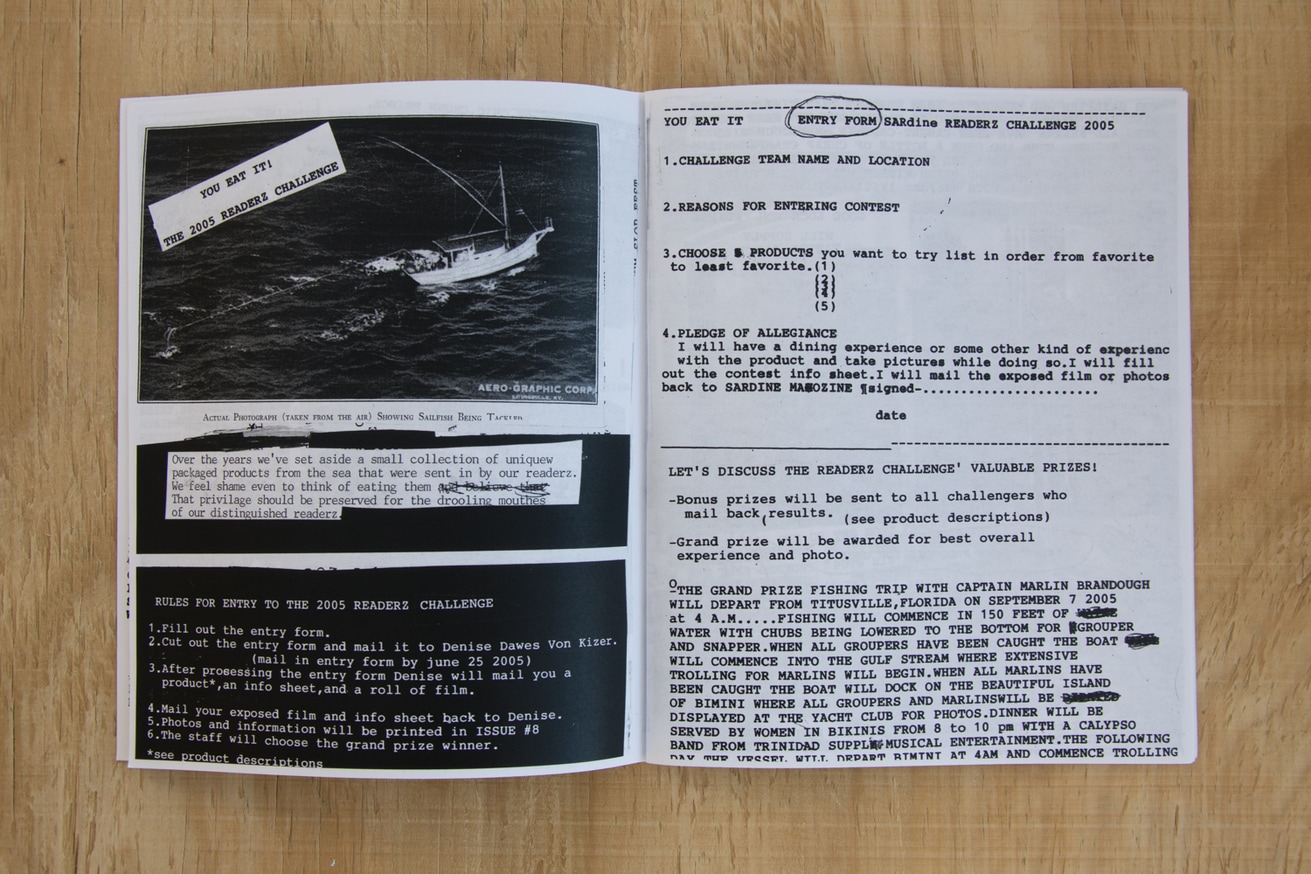 YOU EAT IT!
THE 2005 READERZ CHALLENGE
AERO-GRAPHIC CORP.
ACTUAL PHOTOGRAPH (TAKEN FROM THE AIR) SHOWING SAILFISH BEING TACKLED
Over the years we've set aside a small collection of uniquew
packaged products from the sea that were sent in by our readerz.
We feel shame even to think of eating them
That privilage should be preserved for the drooling mouthes
of our distinguished readerz.
RULES FOR ENTRY TO THE 2005 READERZ CHALLENGE
1.Fill out the entry form.
2.Cut out the entry form and mail it to Denise Dawes Von Kizer.
(mail in entry form by june 25 2005)
3.After prosessing the entry form Denise will mail you a
product*,an info sheet,and a roll of film.
4.Mail your exposed film and info sheet back to Denise.
5.Photos and information will be printed in ISSUE #8
6.The staff will choose the grand prize winner.
*see product descriptions
YOU EAT IT ENTRY FORM SARdine READERZ CHALLENGE 2005
1.CHALLENGE TEAM NAME AND LOCATION
2.REASONS FOR ENTERING CONTEST
3.CHOOSE 5 PRODUCTS you want to try list in order from favorite
to least favorite.(1)
(2)
(3)
(4)
(5)
4.PLEDGE OF ALLEGIANCE
I will have a dining experience or some other kind of experienc
with the product and take pictures while doing so.I will fill
out the contest info sheet.I will mail the exposed film or photos
back to SARDINE MAGOZINE signed-........................
date
LET'S DISCUSS THE READERZ CHALLENGE' VALUABLE PRIZES!
-Bonus prizes will be sent to all challengers who
mail back results. (see product descriptions)
-Grand prize will be awarded for best overall
experience and photo.
THE GRAND PRIZE FISHING TRIP WITH CAPTAIN MARLIN BRANDOUGH
WILL DEPART FROM TITUSVILLE,FLORIDA ON SEPTEMBER 7 2005
at 4 A.M.....FISHING WILL COMMENCE IN 150 FEET OF
WATER WITH CHUBS BEING LOWERED TO THE BOTTOM FOR GROUPER
AND SNAPPER.WHEN ALL GROUPERS HAVE BEEN CAUGHT THE BOAT
WILL COMMENCE INTO THE GULF STREAM WHERE EXTENSIVE
TROLLING FOR MARLINS WILL BEGIN.WHEN ALL MARLINS HAVE
BEEN CAUGHT THE BOAT WILL DOCK ON THE BEAUTIFUL ISLAND
OF BIMINI WHERE ALL GROUPERS AND MARLINSWILL BE
DISPLAYED AT THE YACHT CLUB FOR PHOTOS.DINNER WILL BE
SERVED BY WOMEN IN BIKINIS FROM 8 to 10 pm WITH A CALYPSO
BAND FROM TRINIDAD SUPPL MUSICAL ENTERTAINMENT.THE FOLLOWING
DAY THE VESSEL WILL DEPART BIMINI AT 4AM AND COMMENCE TROLLING